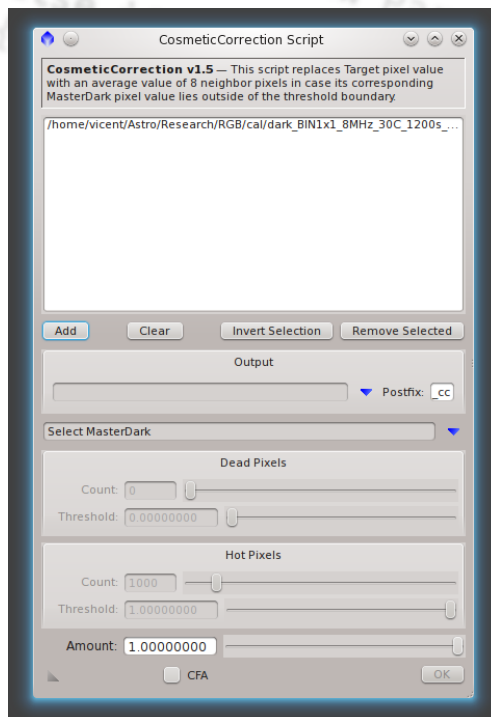 CosmeticCorrection Script
CosmeticCorrection v1.5 — This script replaces Target pixel value
with an average value of 8 neighbor pixels in case its corresponding
MasterDark pixel value lies outside of the threshold boundary.
/home/vicent/Astro/Research/RGB/cal/dark_BIN1x1_8MHz_30C_1200s_...
Add Clear Invert Selection Remove Selected
Output
Postfix: _cc
Select MasterDark
Dead Pixels
Count: 0
Threshold: 0.00000000
Hot Pixels
Count: 1000
Threshold: 1.00000000
Amount: 1.00000000
CFA OK